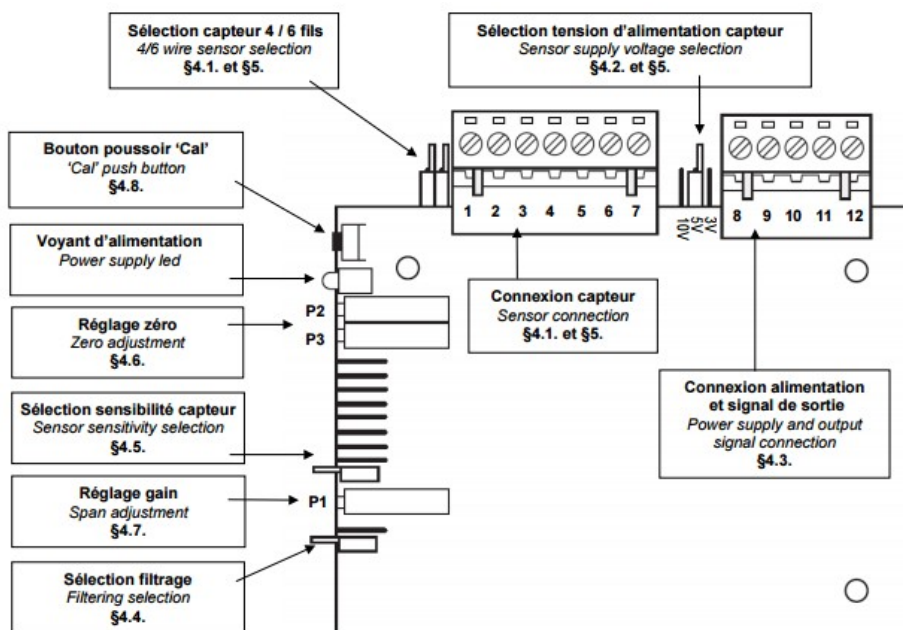 Sélection capteur 4 / 6 fils
4/6 wire sensor selection
§4.1. et §5.
Sélection tension d'alimentation capteur
Sensor supply voltage selection
§4.2. et §5.
Bouton poussoir ‘Cal’
‘Cal’ push button
§4.8.
Voyant d'alimentation
Power supply led
Réglage zéro
Zero adjustment
§4.6.
Sélection sensibilité capteur
Sensor sensitivity selection
§4.5.
Réglage gain
Span adjustment
§4.7.
Sélection filtrage
Filtering selection
§4.4.
1 2 3 4 5 6 7
10V
5V
3V
8 9 10 11 12
P2
P3
P1
Connexion capteur
Sensor connection
§4.1. et §5.
Connexion alimentation
et signal de sortie
Power supply and output
signal connection
§4.3.